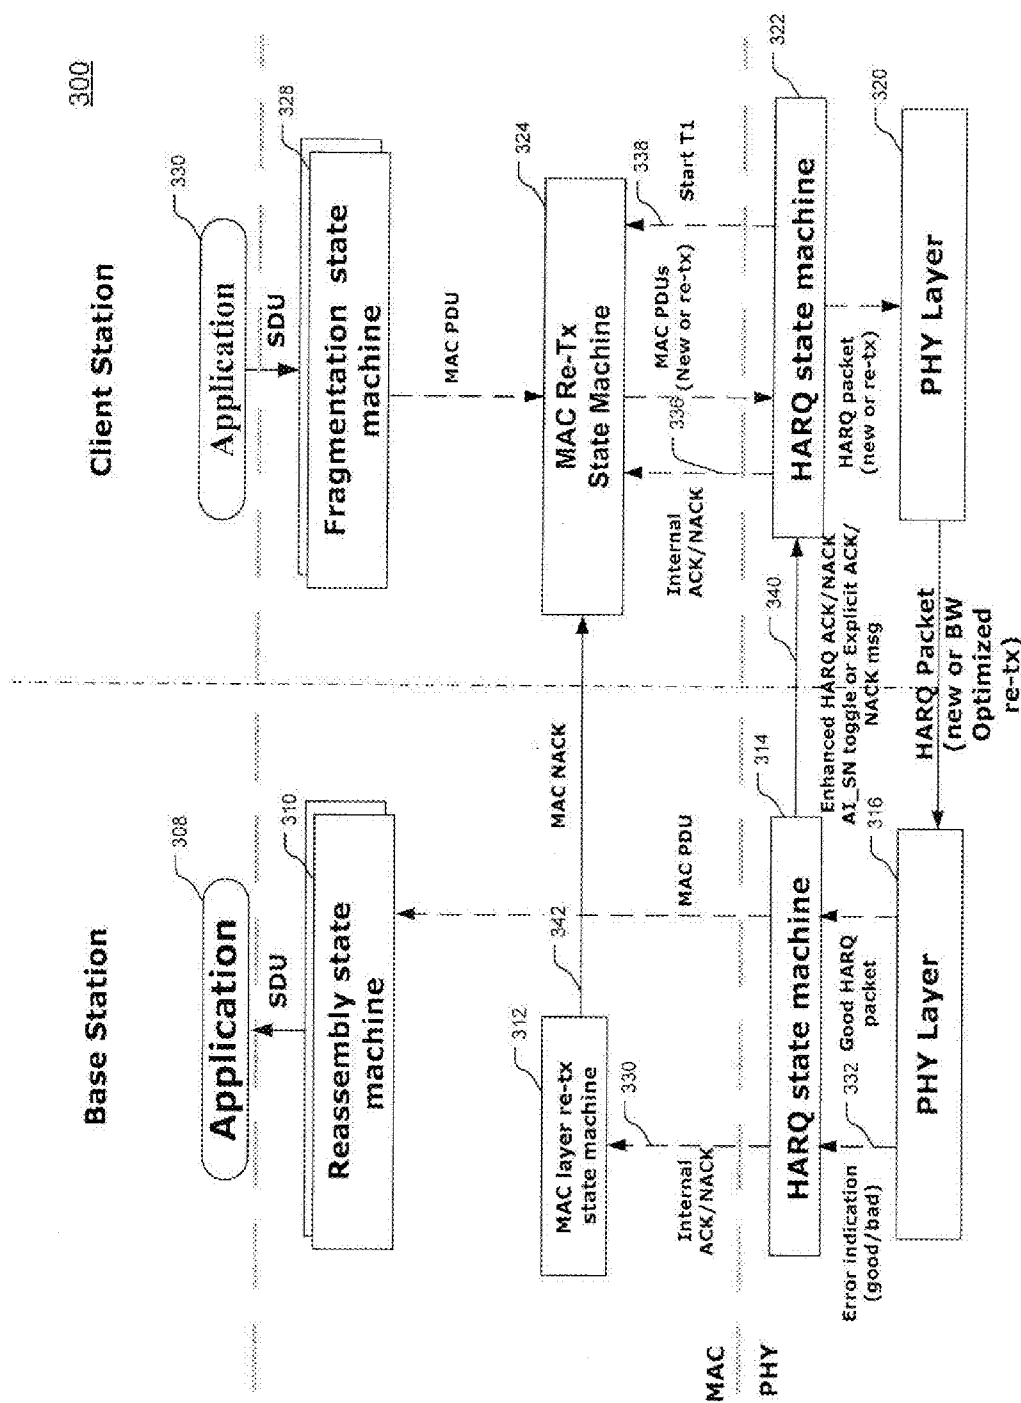 300
Base Station
Client Station
308
Application
330
Application
SDU
SDU
310
Reassembly state
machine
328
Fragmentation state
machine
MAC PDU
312
MAC layer re-tx
state machine
342
MAC NACK
324
MAC Re-Tx
State Machine
Internal
ACK/NACK
330
MAC PDU
Internal
ACK/NACK
336
MAC PDUs
(New or re-tx)
338
Start T1
MAC
PHY
314
HARQ state machine
340
322
HARQ state machine
Enhanced HARQ ACK/NACK
AI_SN toggle or Explicit ACK/
NACK msg
Error indication
(good/bad)
332
Good HARQ
packet
316
HARQ packet
(new or re-tx)
320
PHY Layer
PHY Layer
HARQ Packet
(new or BW
Optimized
re-tx)